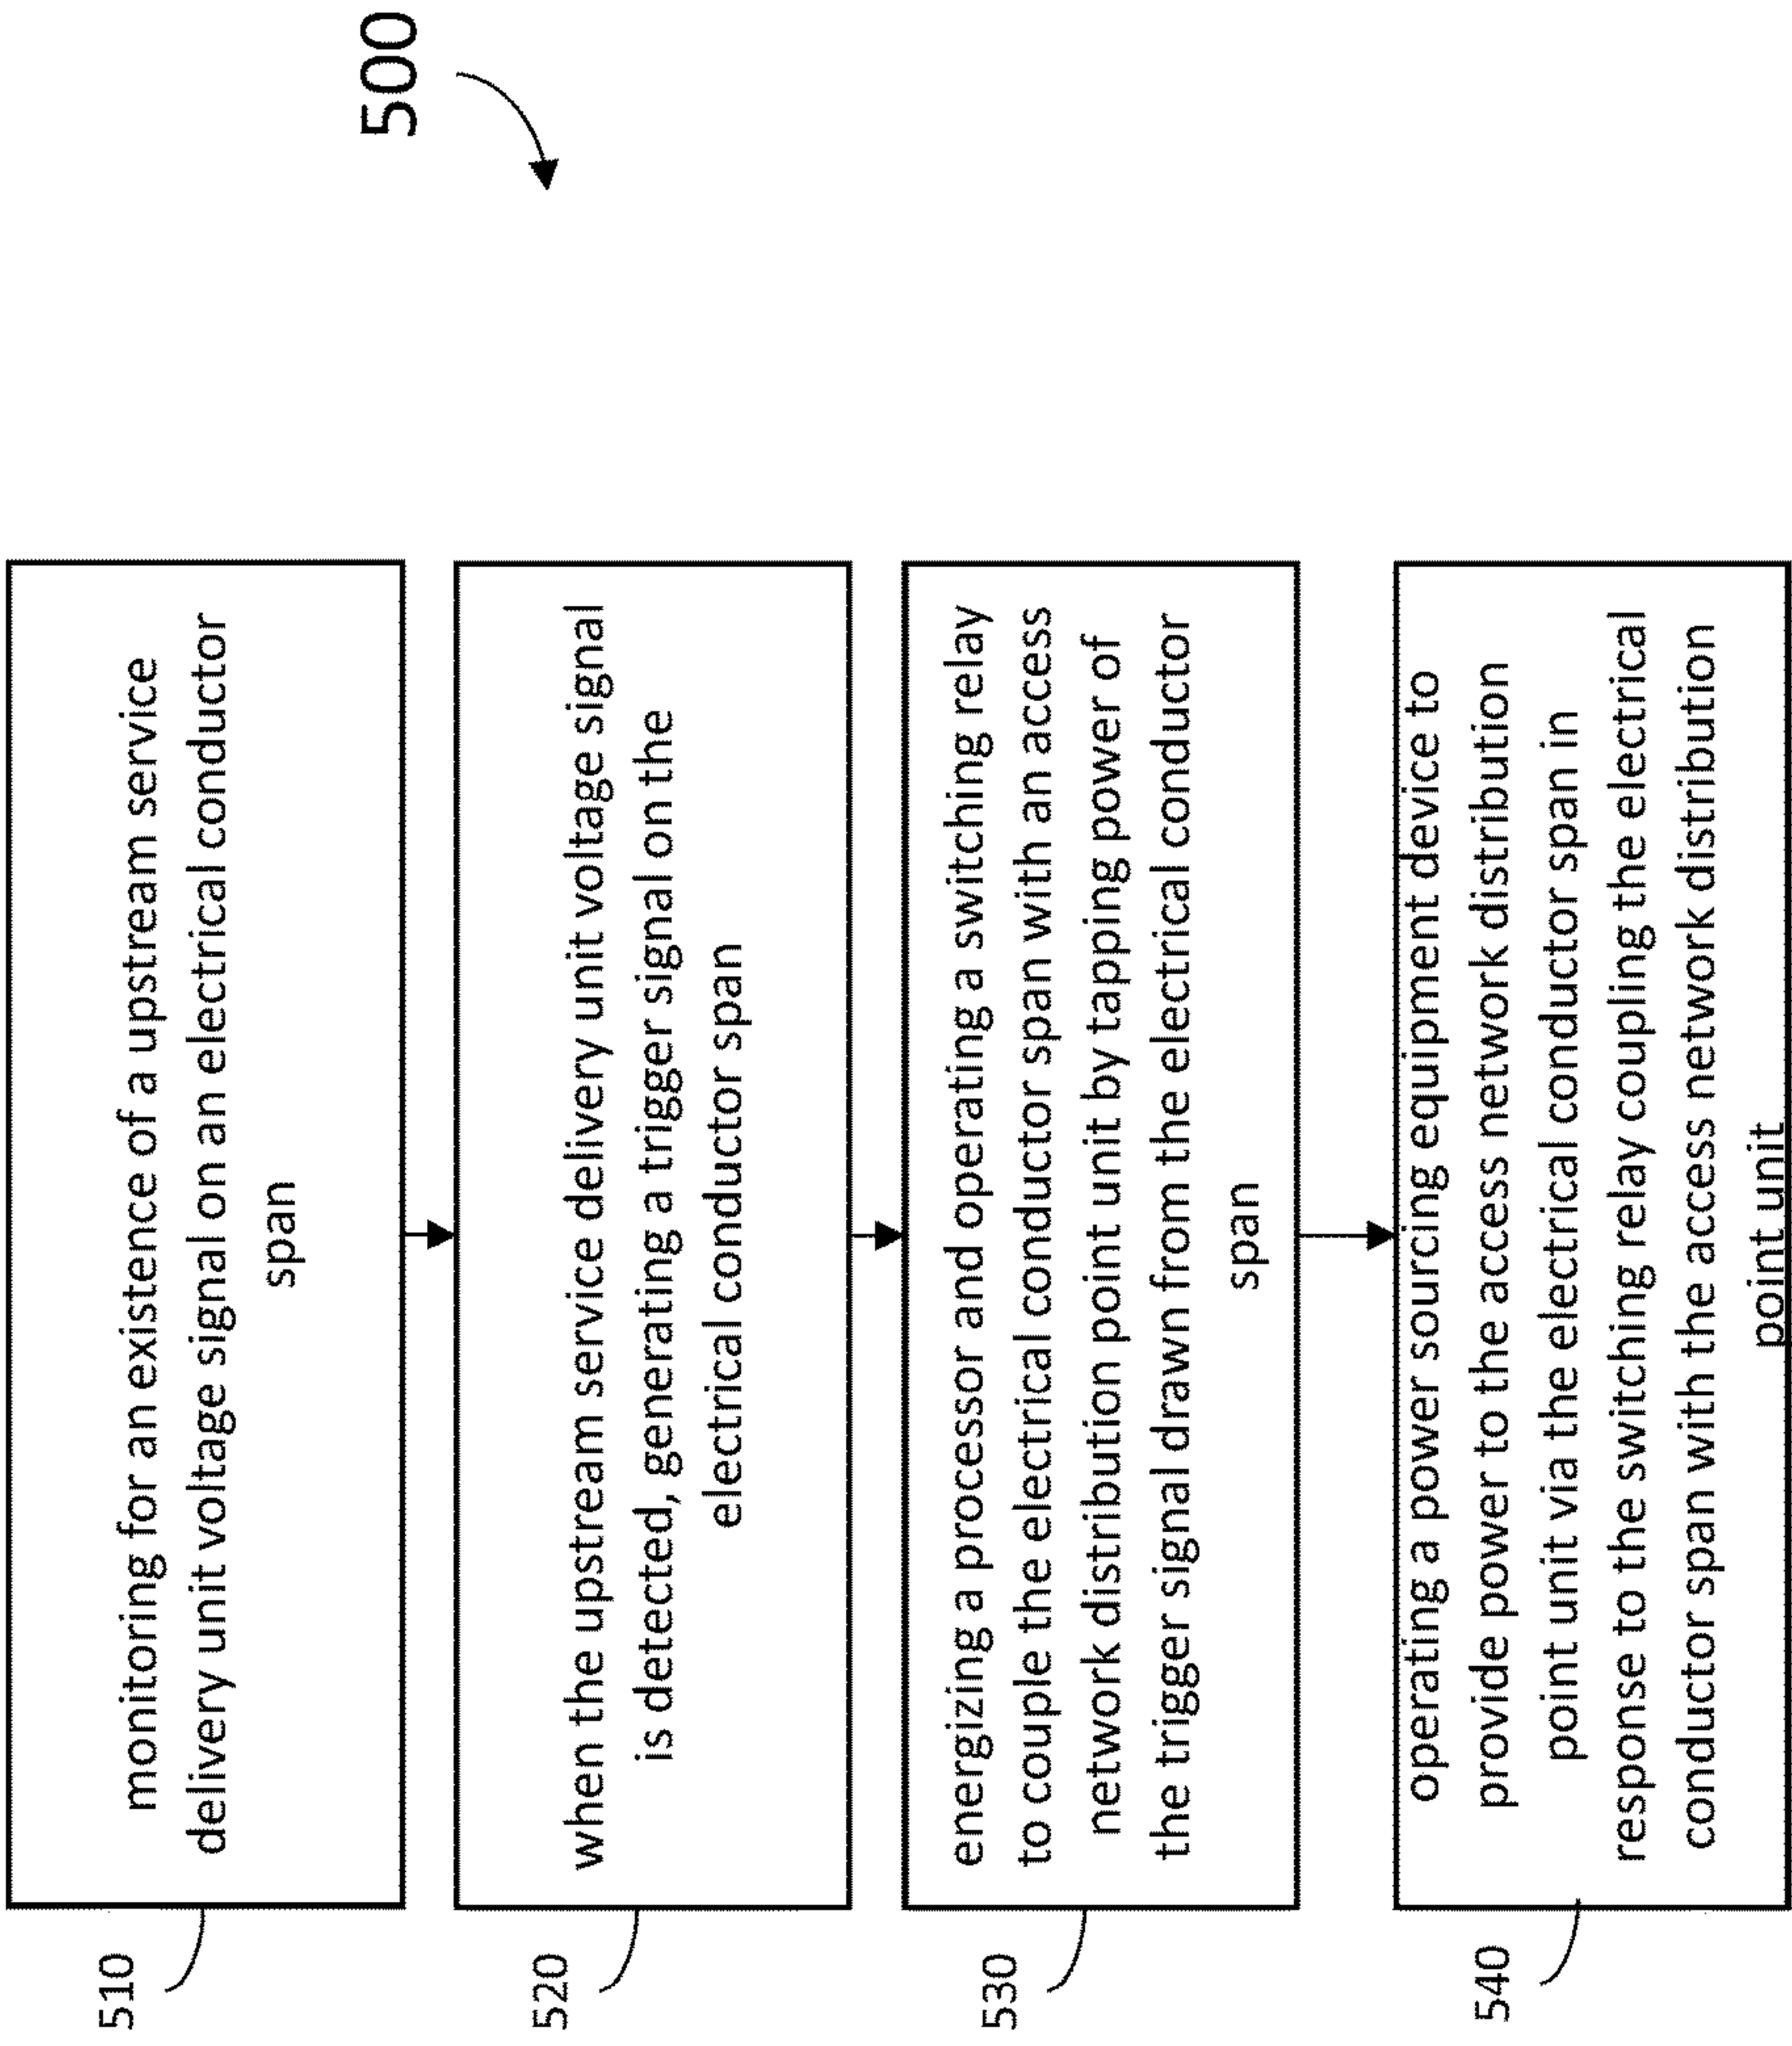 500
510
monitoring for an existence of a upstream service
delivery unit voltage signal on an electrical conductor
span
520
when the upstream service delivery unit voltage signal
is detected, generating a trigger signal on the
electrical conductor span
530
energizing a processor and operating a switching relay
to couple the electrical conductor span with an access
network distribution point unit by tapping power of
the trigger signal drawn from the electrical conductor
span
540
operating a power sourcing equipment device to
provide power to the access network distribution
point unit via the electrical conductor span in
response to the switching relay coupling the electrical
conductor span with the access network distribution
point unit